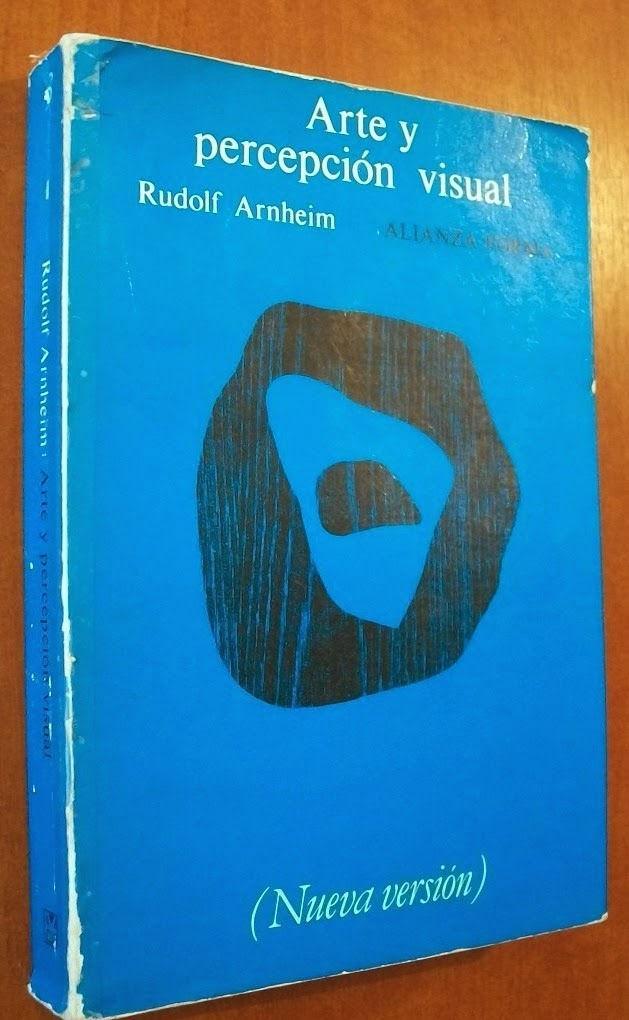 Arte y
percepción visual
Rudolf Arnheim
ALIANZA FORMA
(Nueva versión)
Rudolf Arnheim: Arte y percepción visual